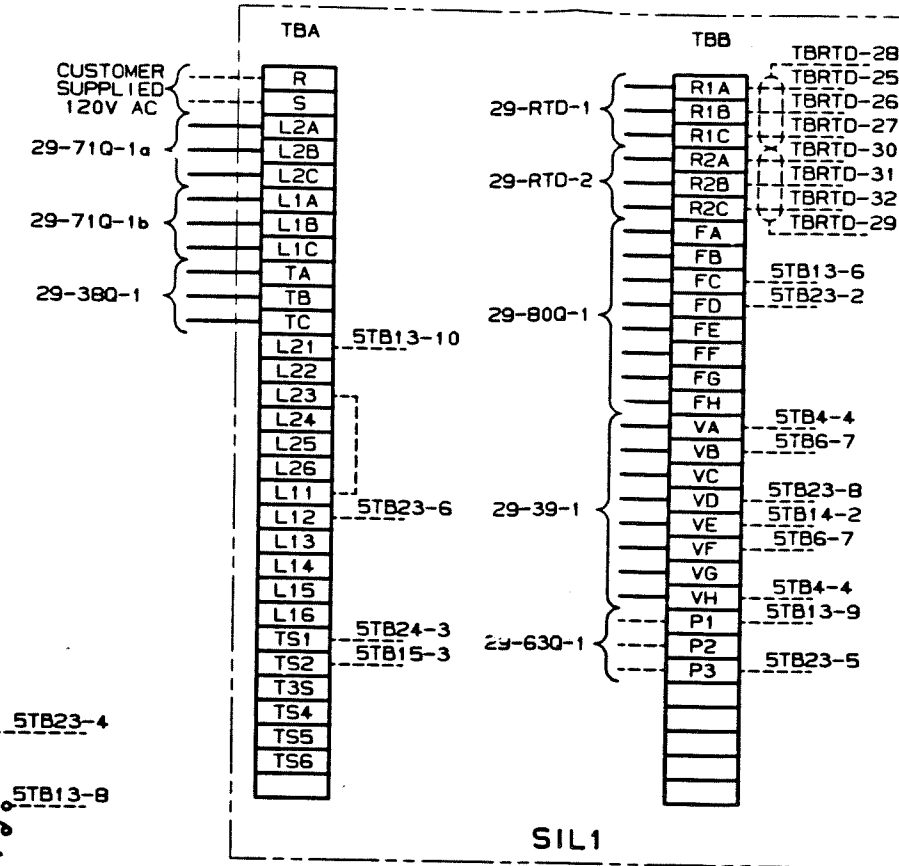 TBA
CUSTOMER
SUPPLIED
120V AC
29-71Q-1a
29-71Q-1b
29-38Q-1
R
S
L2A
L2B
L2C
L1A
L1B
L1C
TA
TB
TC
L21 5TB13-10
L22
L23
L24
L25
L26
L11
L12 5TB23-6
L13
L14
L15
L16
TS1 5TB24-3
TS2 5TB15-3
T3S
TS4
TS5
TS6
5TB23-4
5TB13-8
TBB
29-RTD-1
29-RTD-2
29-80Q-1
29-39-1
29-63Q-1
TBRTD-28
R1A TBRTD-25
R1B TBRTD-26
R1C TBRTD-27
R2A TBRTD-30
R2B TBRTD-31
R2C TBRTD-32
TBRTD-29
FA
FB
FC 5TB13-6
FD 5TB23-2
FE
FF
FG
FH
VA 5TB4-4
VB 5TB6-7
VC
VD 5TB23-8
VE 5TB14-2
VF 5TB6-7
VG
VH 5TB4-4
P1 5TB13-9
P2
P3 5TB23-5
SIL1